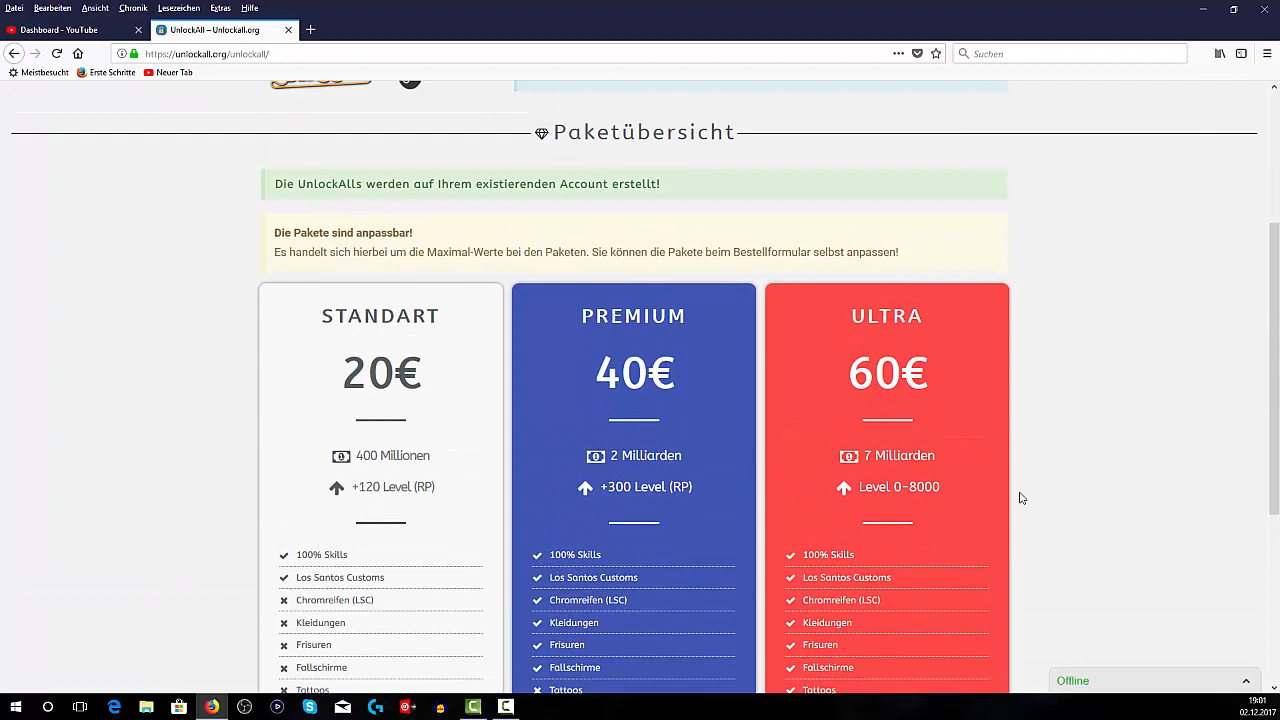 Datei Bearbeiten Ansicht Chronik Lesezeichen Extras Hilfe
Dashboard - YouTube
UnlockAll – Unlockall.org
https://unlockall.org/unlockall/
Suchen
Meistbesucht Erste Schritte Neuer Tab
Paketübersicht
Die UnlockAlls werden auf Ihrem existierenden Account erstellt!
Die Pakete sind anpassbar!
Es handelt sich hierbei um die Maximal-Werte bei den Paketen. Sie können die Pakete beim Bestellformular selbst anpassen!
STANDART
20€
400 Millionen
+120 Level (RP)
100% Skills
Los Santos Customs
Chromreifen (LSC)
Kleidungen
Frisuren
Fallschirme
Tattoos
PREMIUM
40€
2 Milliarden
+300 Level (RP)
100% Skills
Los Santos Customs
Chromreifen (LSC)
Kleidungen
Frisuren
Fallschirme
Tattoos
ULTRA
60€
7 Milliarden
Level 0-8000
100% Skills
Los Santos Customs
Chromreifen (LSC)
Kleidungen
Frisuren
Fallschirme
Tattoos
Offline
19:01
02.12.2017